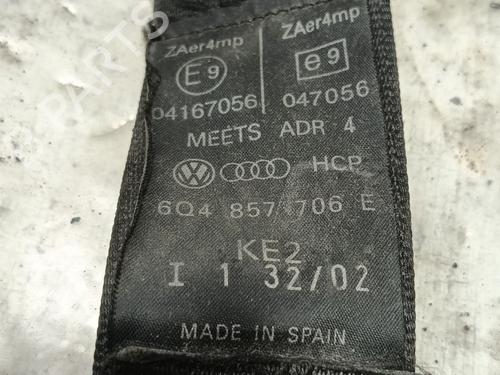 ZAer4mp ZAer4mp
E9 e9
04167056 047056
MEETS ADR 4
HCP
6Q4 857 706 E
KE2
I 1 32/02
MADE IN SPAIN